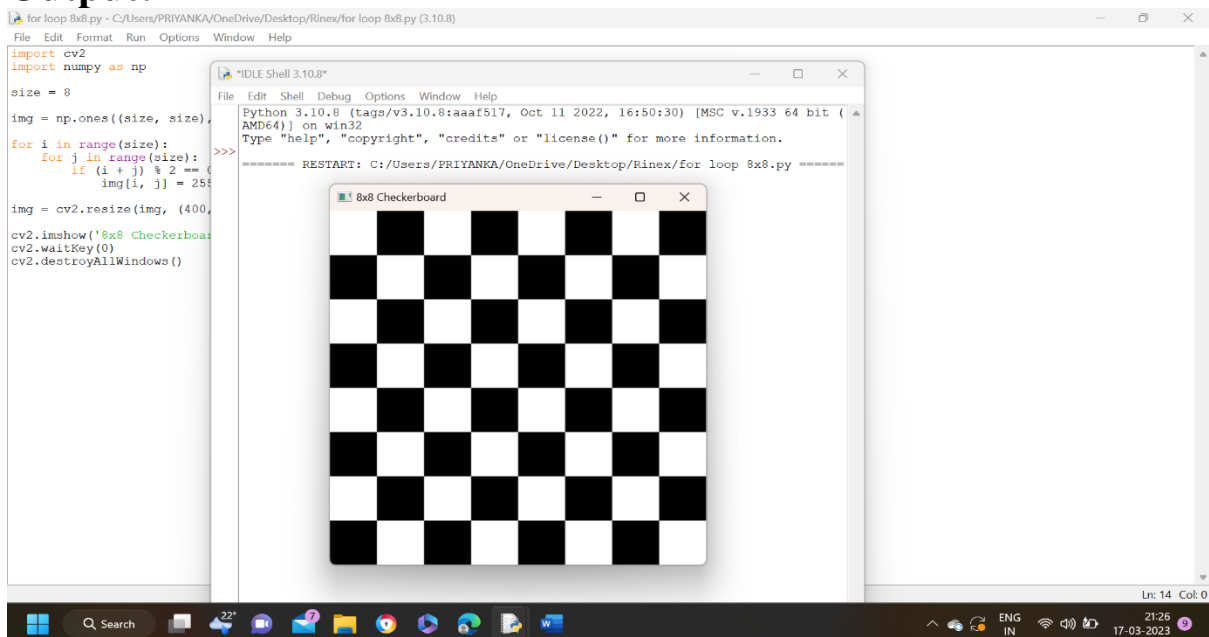 for loop 8x8.py - C:/Users/PRIYANKA/OneDrive/Desktop/Rinex/for loop 8x8.py (3.10.8)
File Edit Format Run Options Window Help
import cv2
import numpy as np
size = 8
img = np.ones((size, size),
for i in range(size):
for j in range(size):
if (i + j) % 2 ==
img[i, j] = 255
img = cv2.resize(img, (400,
cv2.imshow('8x8 Checkerboar
cv2.waitKey(0)
cv2.destroyAllWindows()
*IDLE Shell 3.10.8*
File Edit Shell Debug Options Window Help
Python 3.10.8 (tags/v3.10.8:aaaf517, Oct 11 2022, 16:50:30) [MSC v.1933 64 bit (
AMD64)] on win32
Type "help", "copyright", "credits" or "license()" for more information.
>>>
======= RESTART: C:/Users/PRIYANKA/OneDrive/Desktop/Rinex/for loop 8x8.py ======
8x8 Checkerboard
Ln: 14 Col: 0
Search
22°
7
W
ENG
IN
21:26
17-03-2023
9